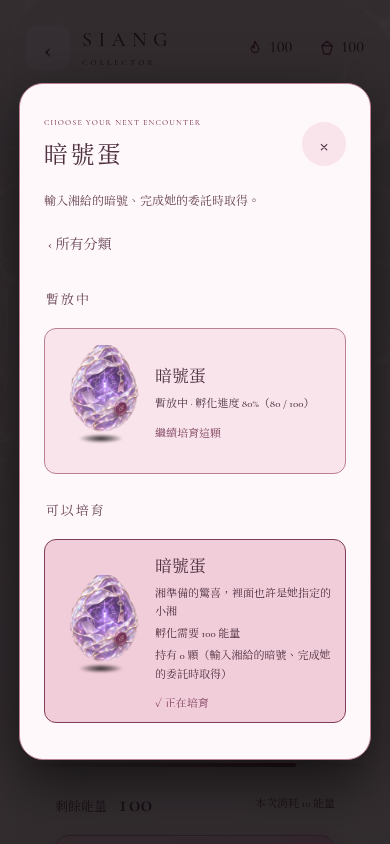 ‹
SIANG
COLLECTOR
100
100
CHOOSE YOUR NEXT ENCOUNTER
暗號蛋
×
輸入湘給的暗號、完成她的委託時取得。
‹ 所有分類
暫放中
暗號蛋
暫放中 · 孵化進度 80%（80 / 100）
繼續培育這顆
可以培育
暗號蛋
湘準備的驚喜，裡面也許是她指定的
小湘
孵化需要 100 能量
持有 0 顆（輸入湘給的暗號、完成她
的委託時取得）
✓ 正在培育
剩餘能量 100
本次消耗 10 能量